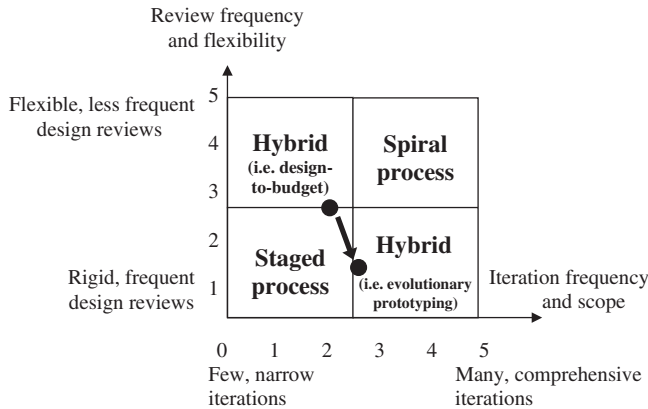 Review frequency
and flexibility
Flexible, less frequent
design reviews
5
4
3
2
1
Hybrid
(i.e. design-
to-budget)
Spiral
process
Staged
process
Hybrid
(i.e. evolutionary
prototyping)
Rigid, frequent
design reviews
Iteration frequency
and scope
0 1 2 3 4 5
Few, narrow
iterations
Many, comprehensive
iterations